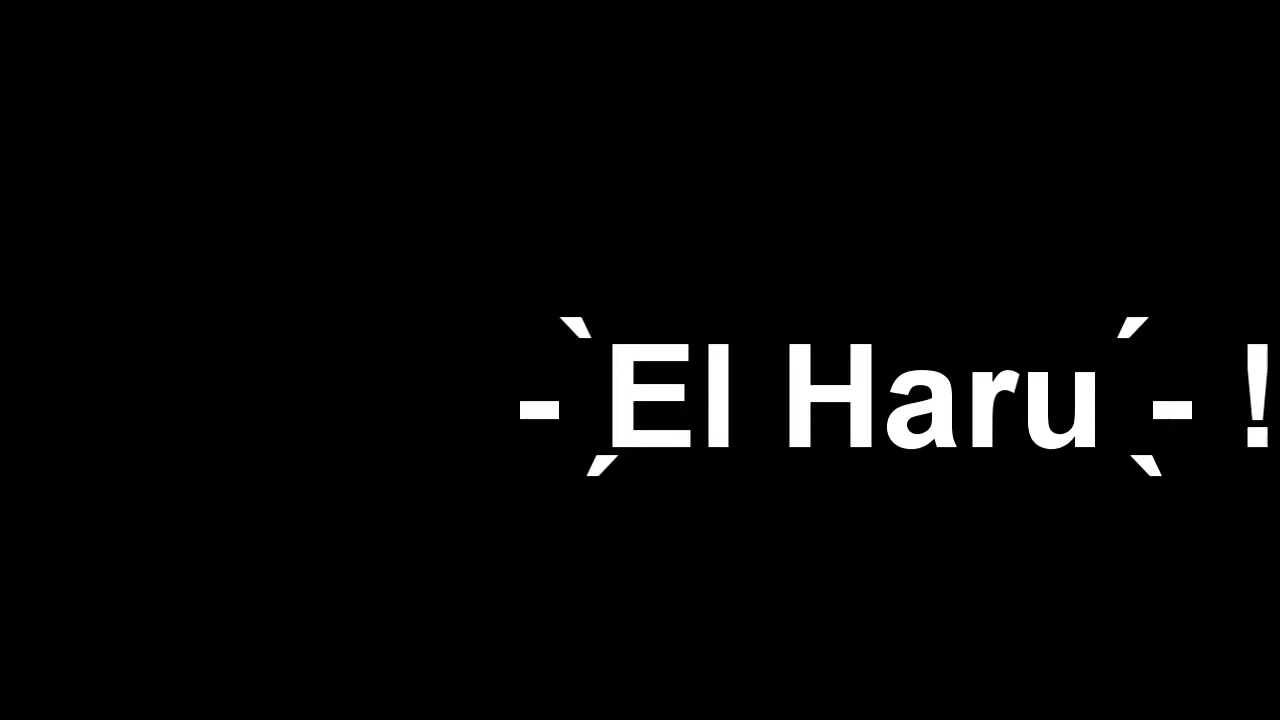 - ̀ ̗El Haru ́ ̖- !